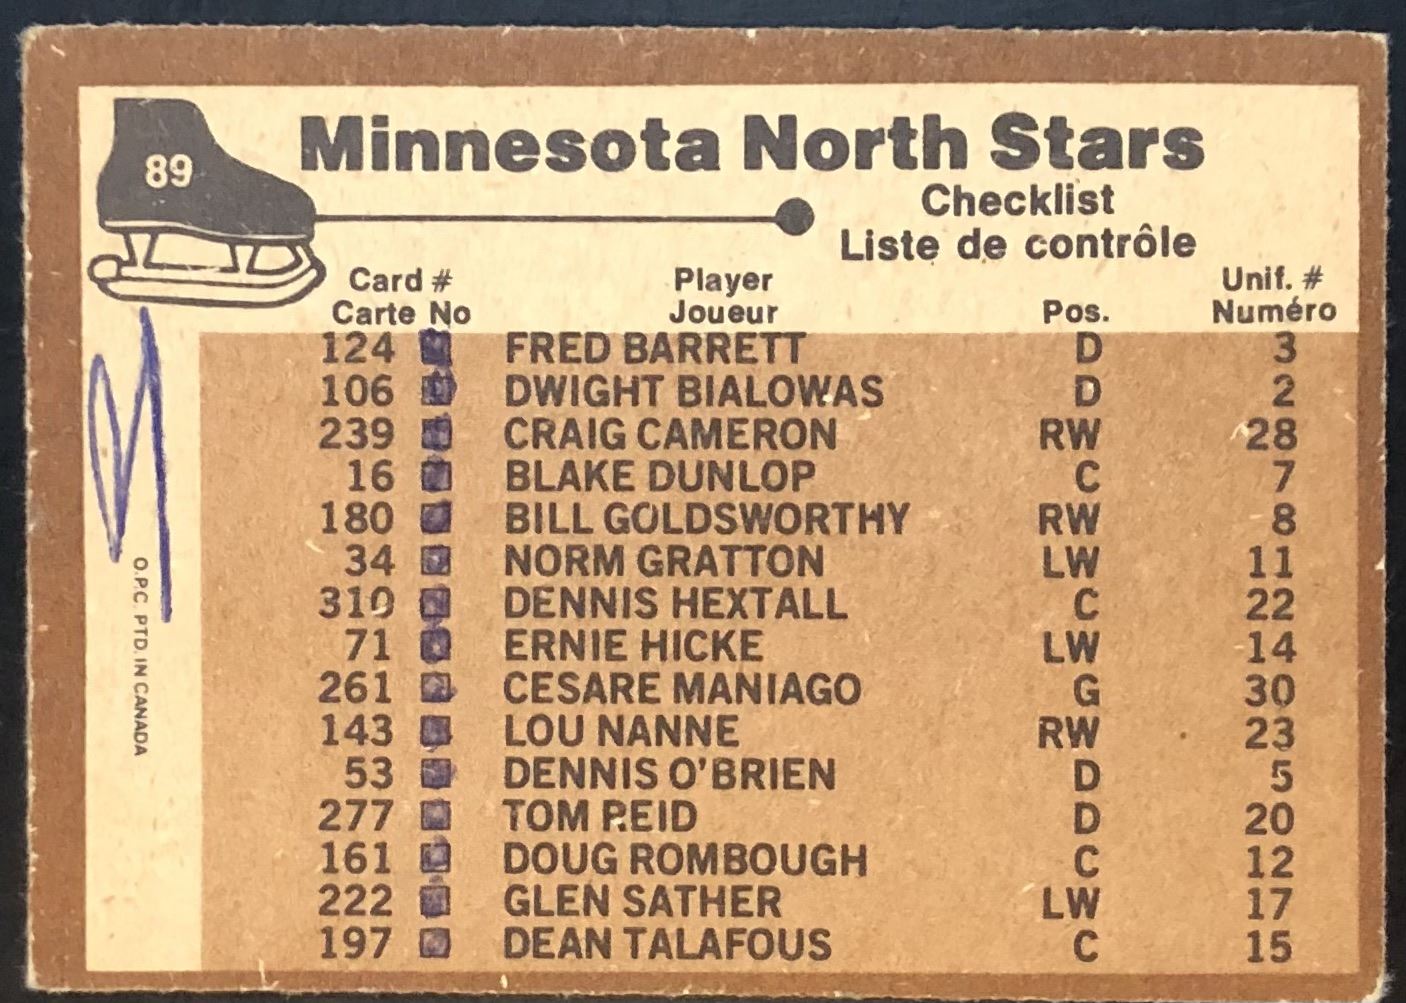 89
Minnesota North Stars
Checklist
Liste de contrôle
Card # Player Unif. #
Carte No Joueur Pos. Numéro
124 FRED BARRETT D 3
106 DWIGHT BIALOWAS D 2
239 CRAIG CAMERON RW 28
16 BLAKE DUNLOP C 7
180 BILL GOLDSWORTHY RW 8
34 NORM GRATTON LW 11
310 DENNIS HEXTALL C 22
71 ERNIE HICKE LW 14
261 CESARE MANIAGO G 30
143 LOU NANNE RW 23
53 DENNIS O'BRIEN D 5
277 TOM REID D 20
161 DOUG ROMBOUGH C 12
222 GLEN SATHER LW 17
197 DEAN TALAFOUS C 15
O.P.C. PTD. IN CANADA